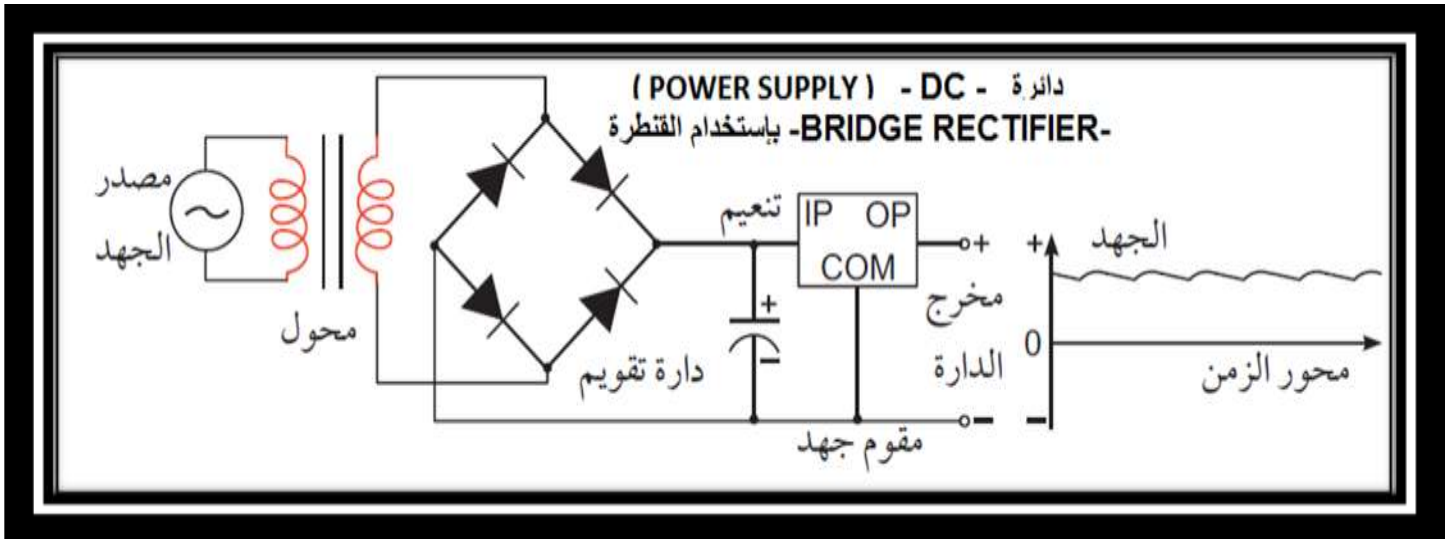 دائرة - DC - ( POWER SUPPLY )
-BRIDGE RECTIFIER- بإستخدام القنطرة
مصدر
الجهد
محول
دارة تقويم
تنعيم
+
−
IP OP
COM
مقوم جهد
+
مخرج
الدارة
−
+
الجهد
0
محور الزمن
−